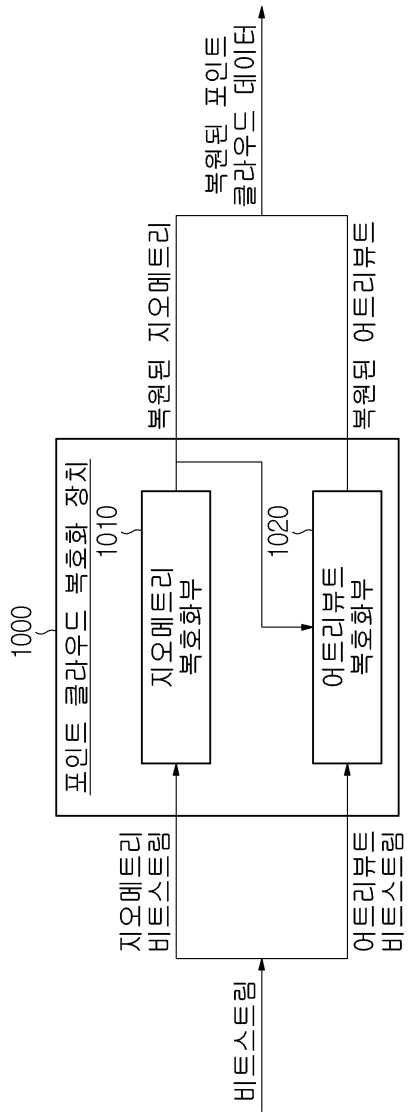 1000
포인트 클라우드 복호화 장치
비트스트림
지오메트리
비트스트림
1010
지오메트리
복호화부
복원된 지오메트리
어트리뷰트
비트스트림
1020
어트리뷰트
복호화부
복원된 어트리뷰트
복원된 포인트
클라우드 데이터